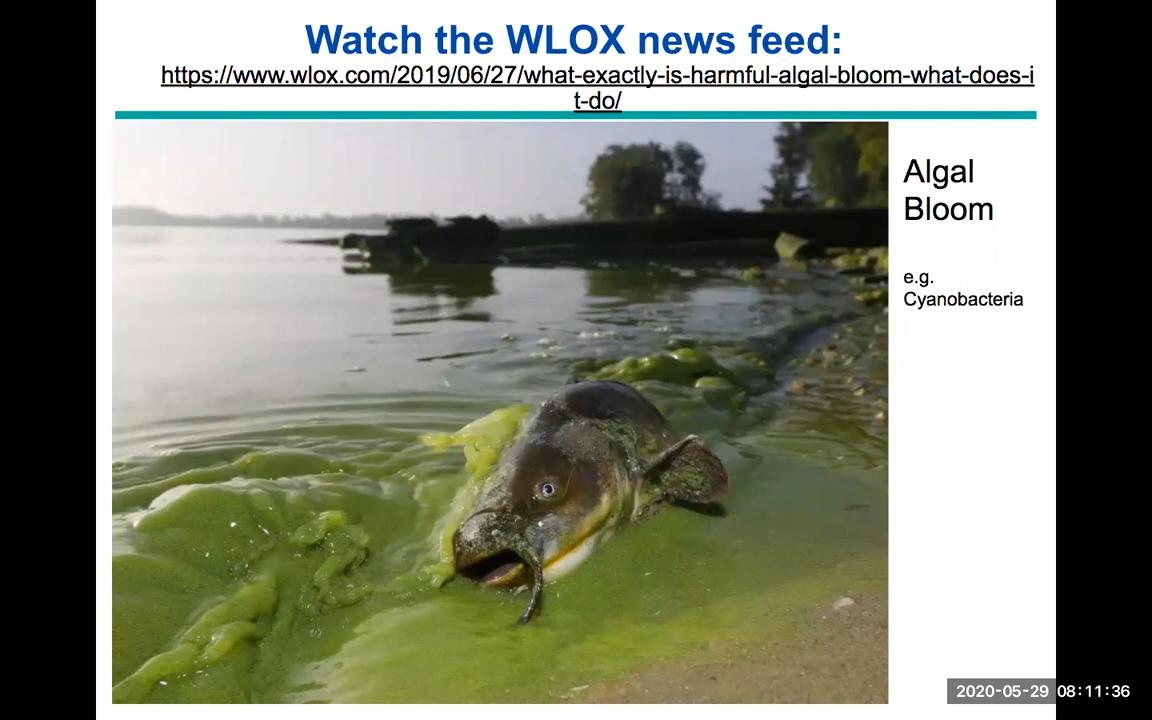 Watch the WLOX news feed:
https://www.wlox.com/2019/06/27/what-exactly-is-harmful-algal-bloom-what-does-i
t-do/
Algal
Bloom
e.g.
Cyanobacteria
2020-05-29 08:11:36